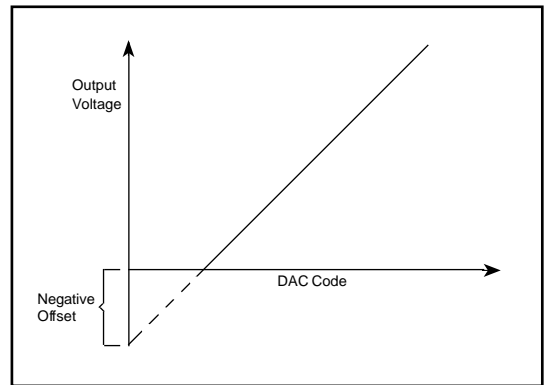 Output
Voltage
DAC Code
Negative
Offset